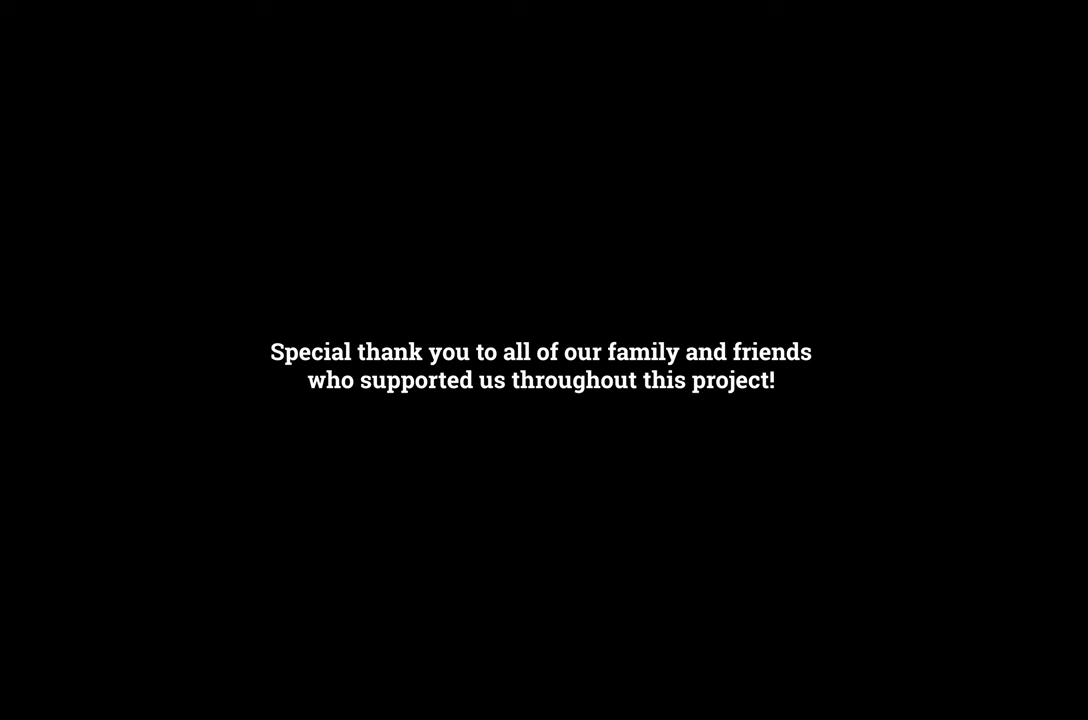 Special thank you to all of our family and friends
who supported us throughout this project!